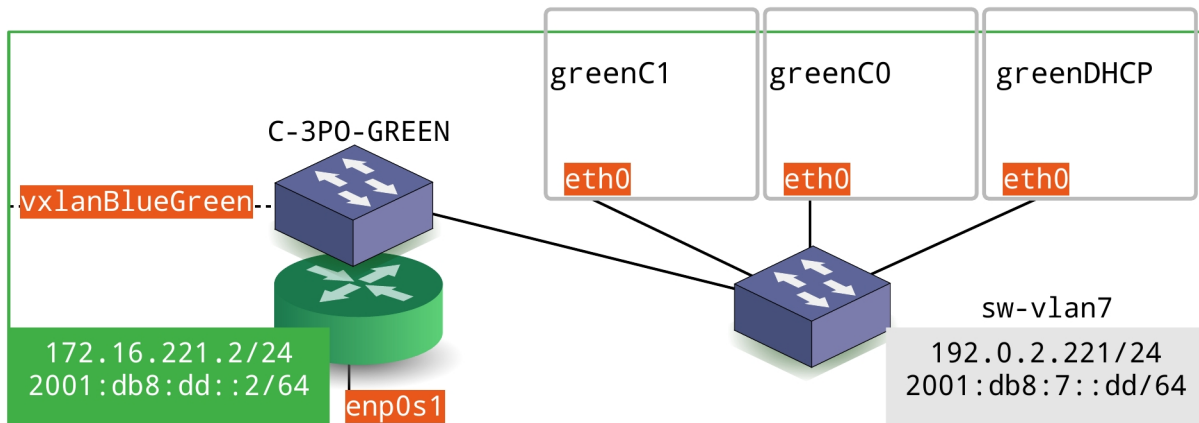 greenC1
greenC0
greenDHCP
C-3PO-GREEN
eth0
eth0
eth0
vxlanBlueGreen
sw-vlan7
172.16.221.2/24
2001:db8:dd::2/64
192.0.2.221/24
2001:db8:7::dd/64
enp0s1